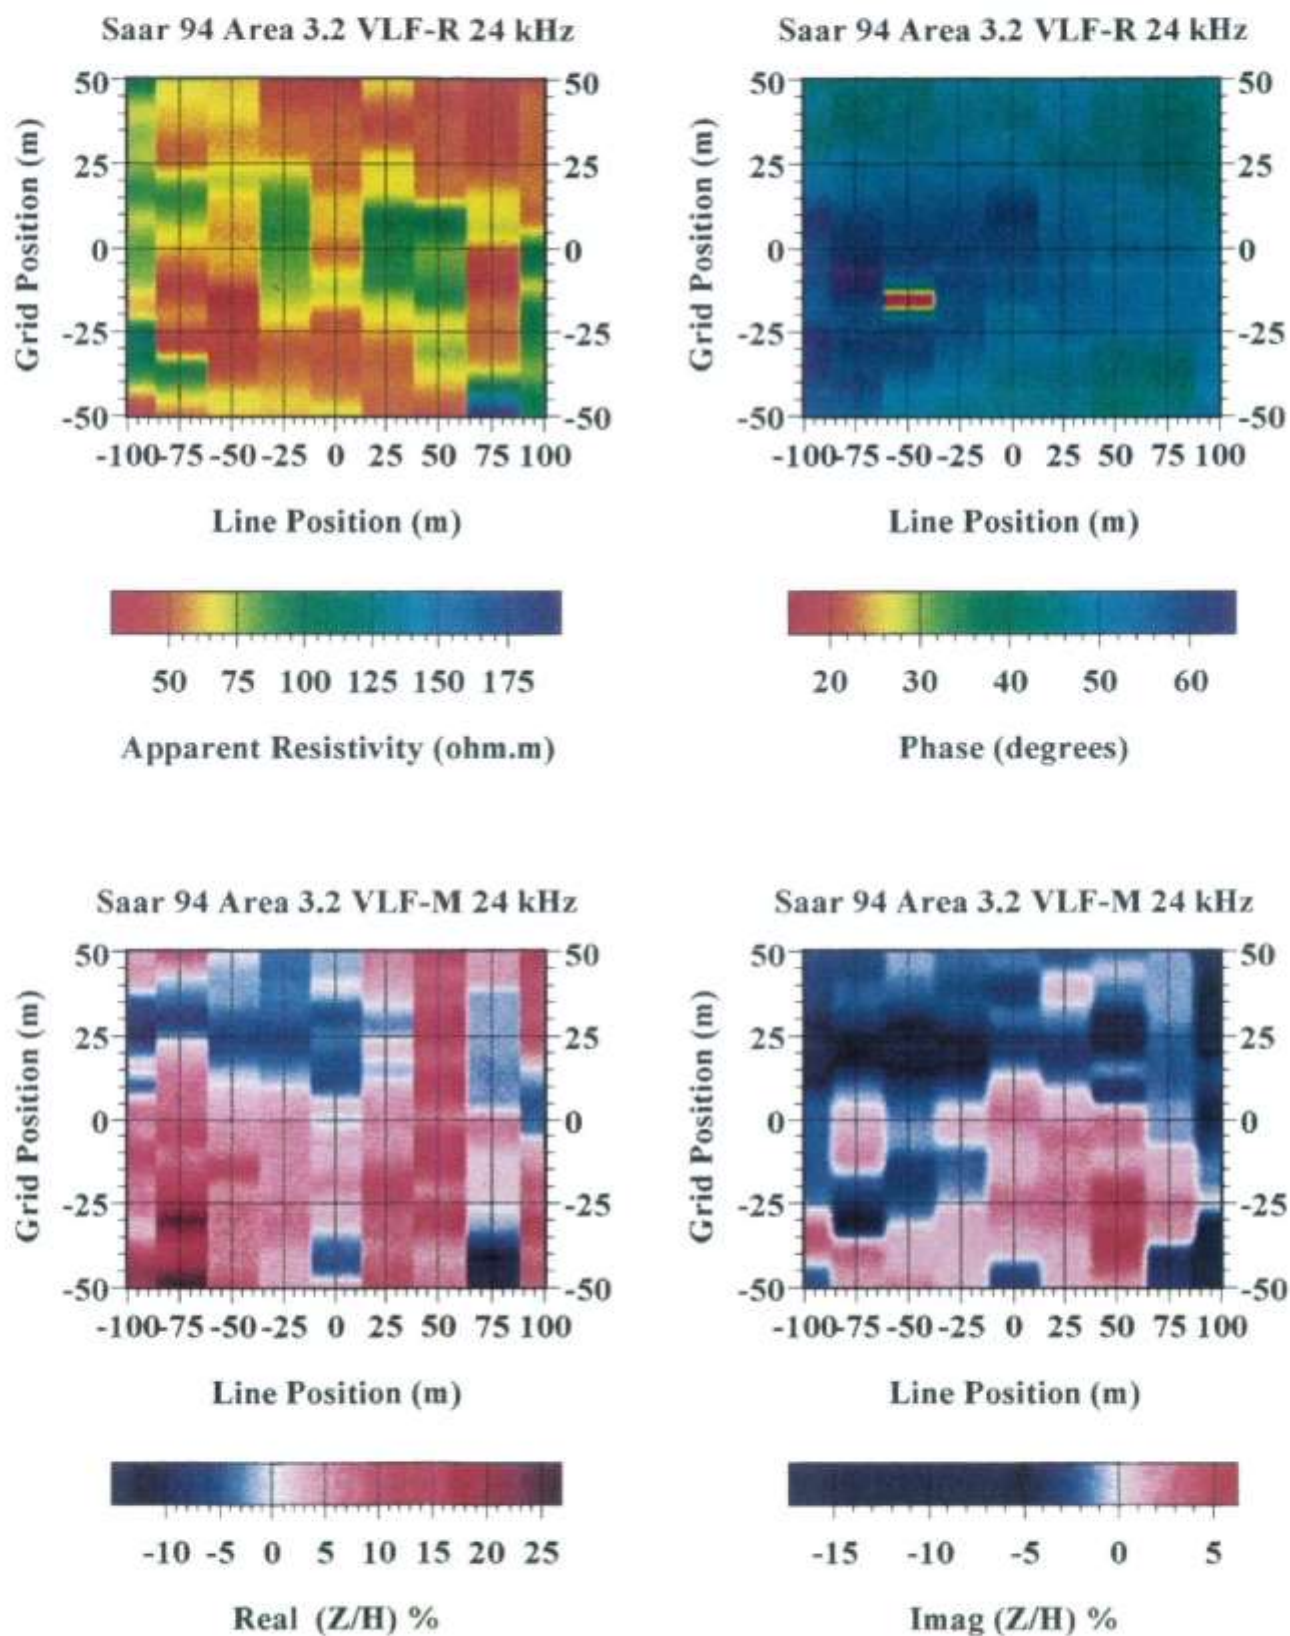 Saar 94 Area 3.2 VLF-R 24 kHz
Grid Position (m)
50 50
25 25
0 0
-25 -25
-50 -50
-100 -75 -50 -25 0 25 50 75 100
Line Position (m)
50 75 100 125 150 175
Apparent Resistivity (ohm.m)
Saar 94 Area 3.2 VLF-R 24 kHz
Grid Position (m)
50 50
25 25
0 0
-25 -25
-50 -50
-100 -75 -50 -25 0 25 50 75 100
Line Position (m)
20 30 40 50 60
Phase (degrees)
Saar 94 Area 3.2 VLF-M 24 kHz
Grid Position (m)
50 50
25 25
0 0
-25 -25
-50 -50
-100 -75 -50 -25 0 25 50 75 100
Line Position (m)
-10 -5 0 5 10 15 20 25
Real (Z/H) %
Saar 94 Area 3.2 VLF-M 24 kHz
Grid Position (m)
50 50
25 25
0 0
-25 -25
-50 -50
-100 -75 -50 -25 0 25 50 75 100
Line Position (m)
-15 -10 -5 0 5
Imag (Z/H) %